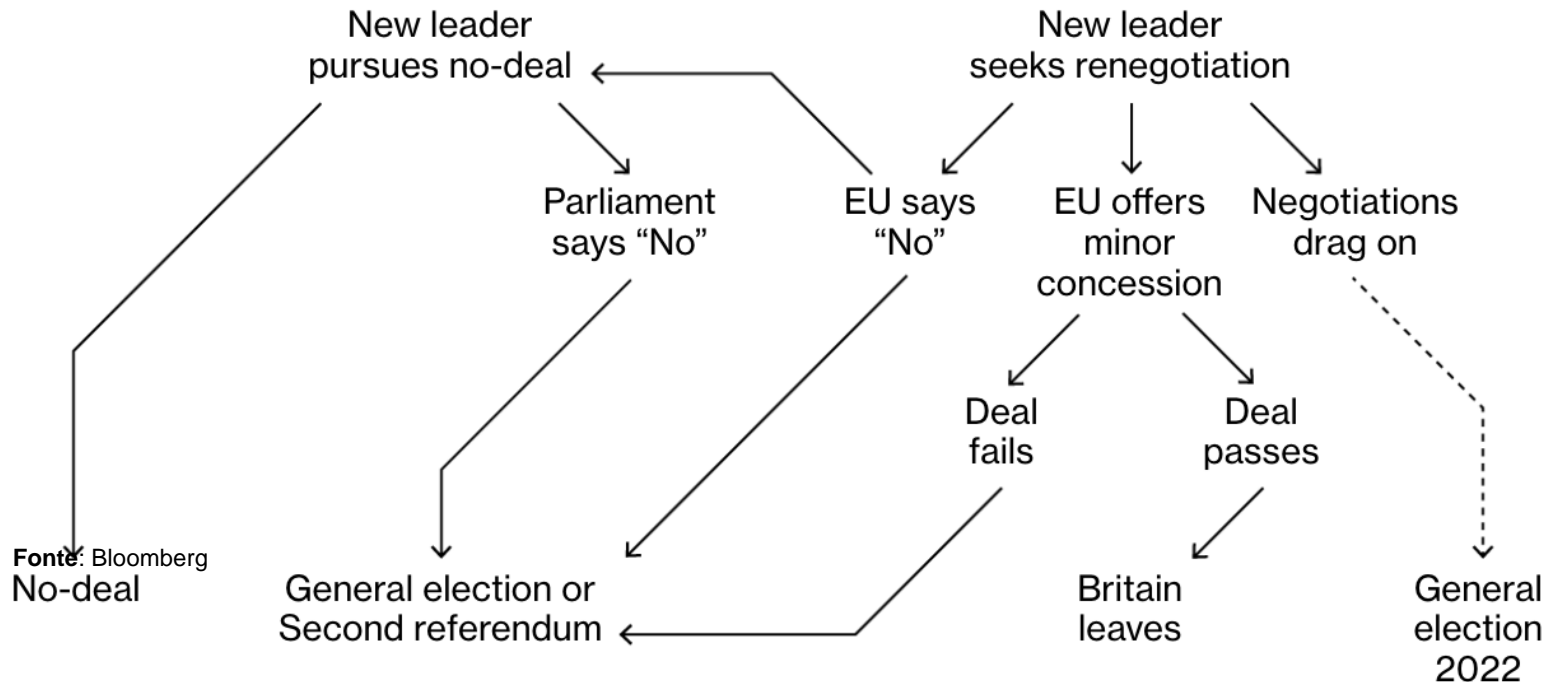 New leader
pursues no-deal
New leader
seeks renegotiation
Parliament
says “No”
EU says
“No”
EU offers
minor
concession
Negotiations
drag on
Deal
fails
Deal
passes
Fonte: Bloomberg
No-deal
General election or
Second referendum
Britain
leaves
General
election
2022